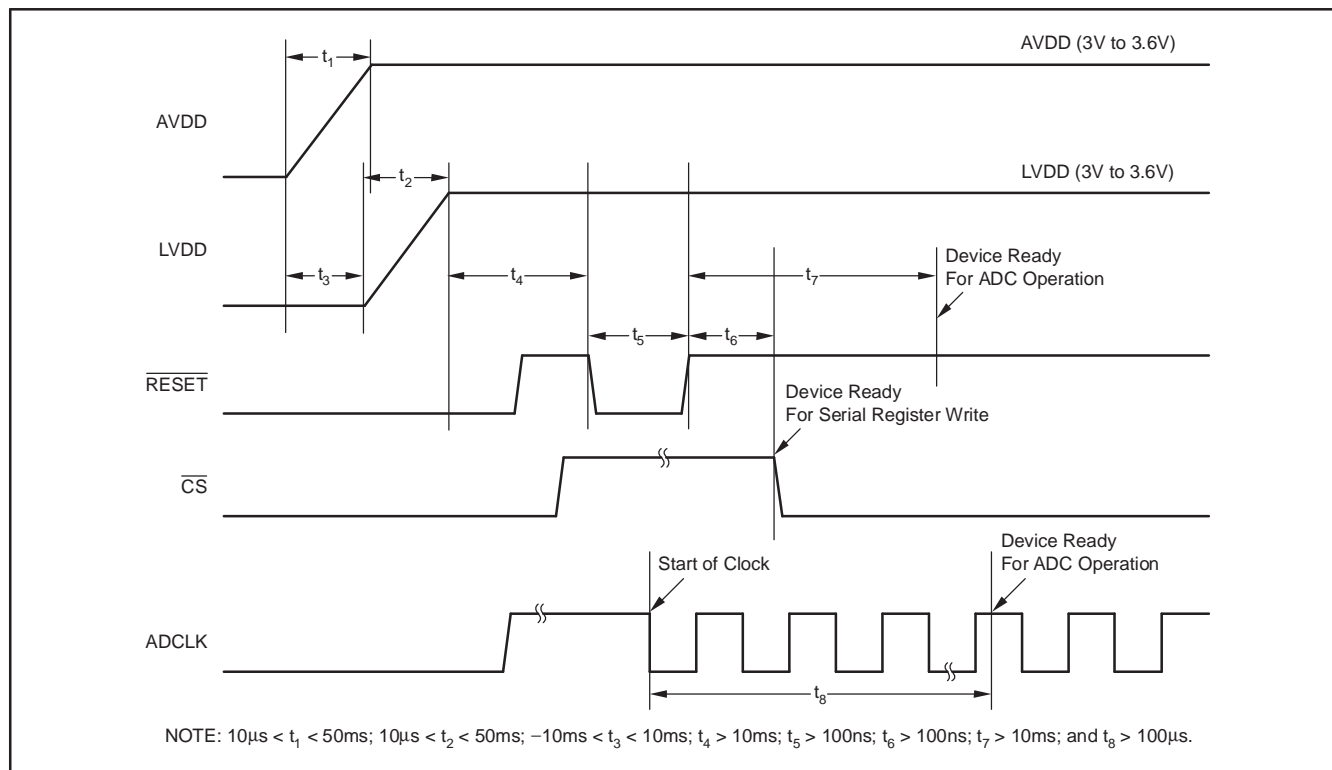 AVDD (3V to 3.6V)
t1
AVDD
t2
LVDD (3V to 3.6V)
LVDD
t3
t4
t7
Device Ready
For ADC Operation
t5
t6
RESET
Device Ready
For Serial Register Write
CS
Start of Clock
Device Ready
For ADC Operation
ADCLK
t8
NOTE: 10μs < t1 < 50ms; 10μs < t2 < 50ms; −10ms < t3 < 10ms; t4 > 10ms; t5 > 100ns; t6 > 100ns; t7 > 10ms; and t8 > 100μs.